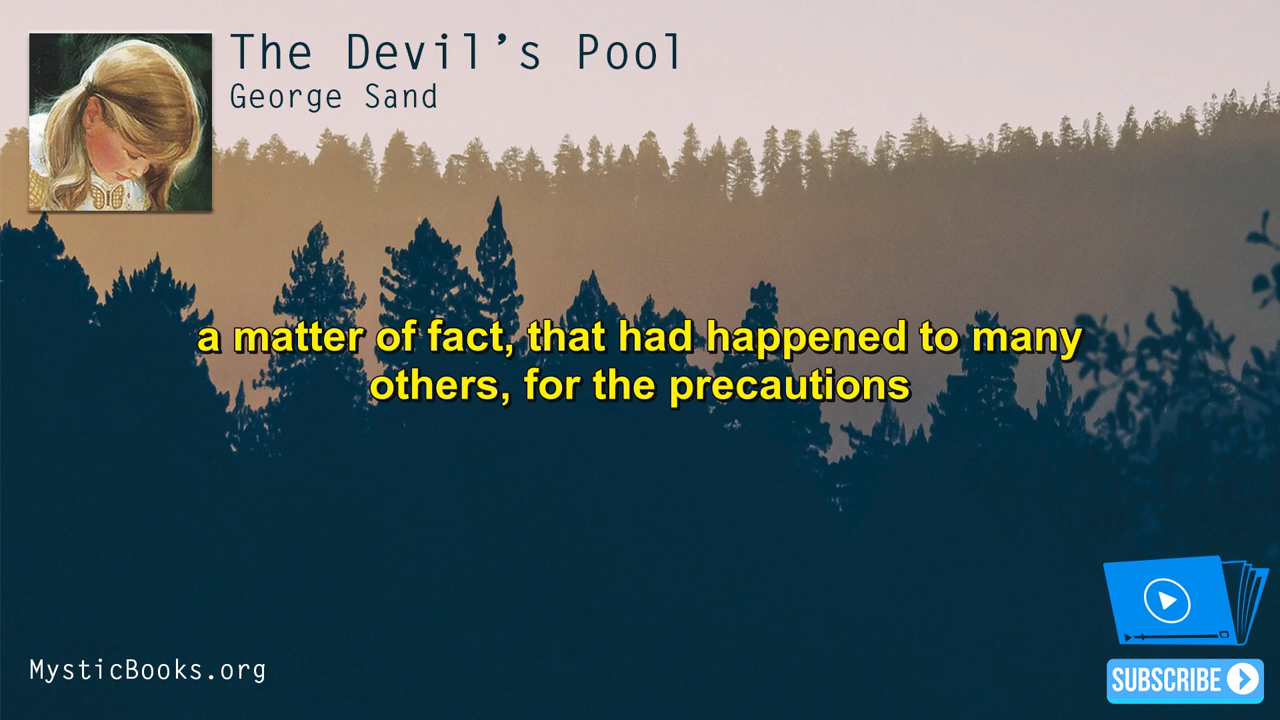 The Devil's Pool
George Sand
a matter of fact, that had happened to many
others, for the precautions
MysticBooks.org
SUBSCRIBE